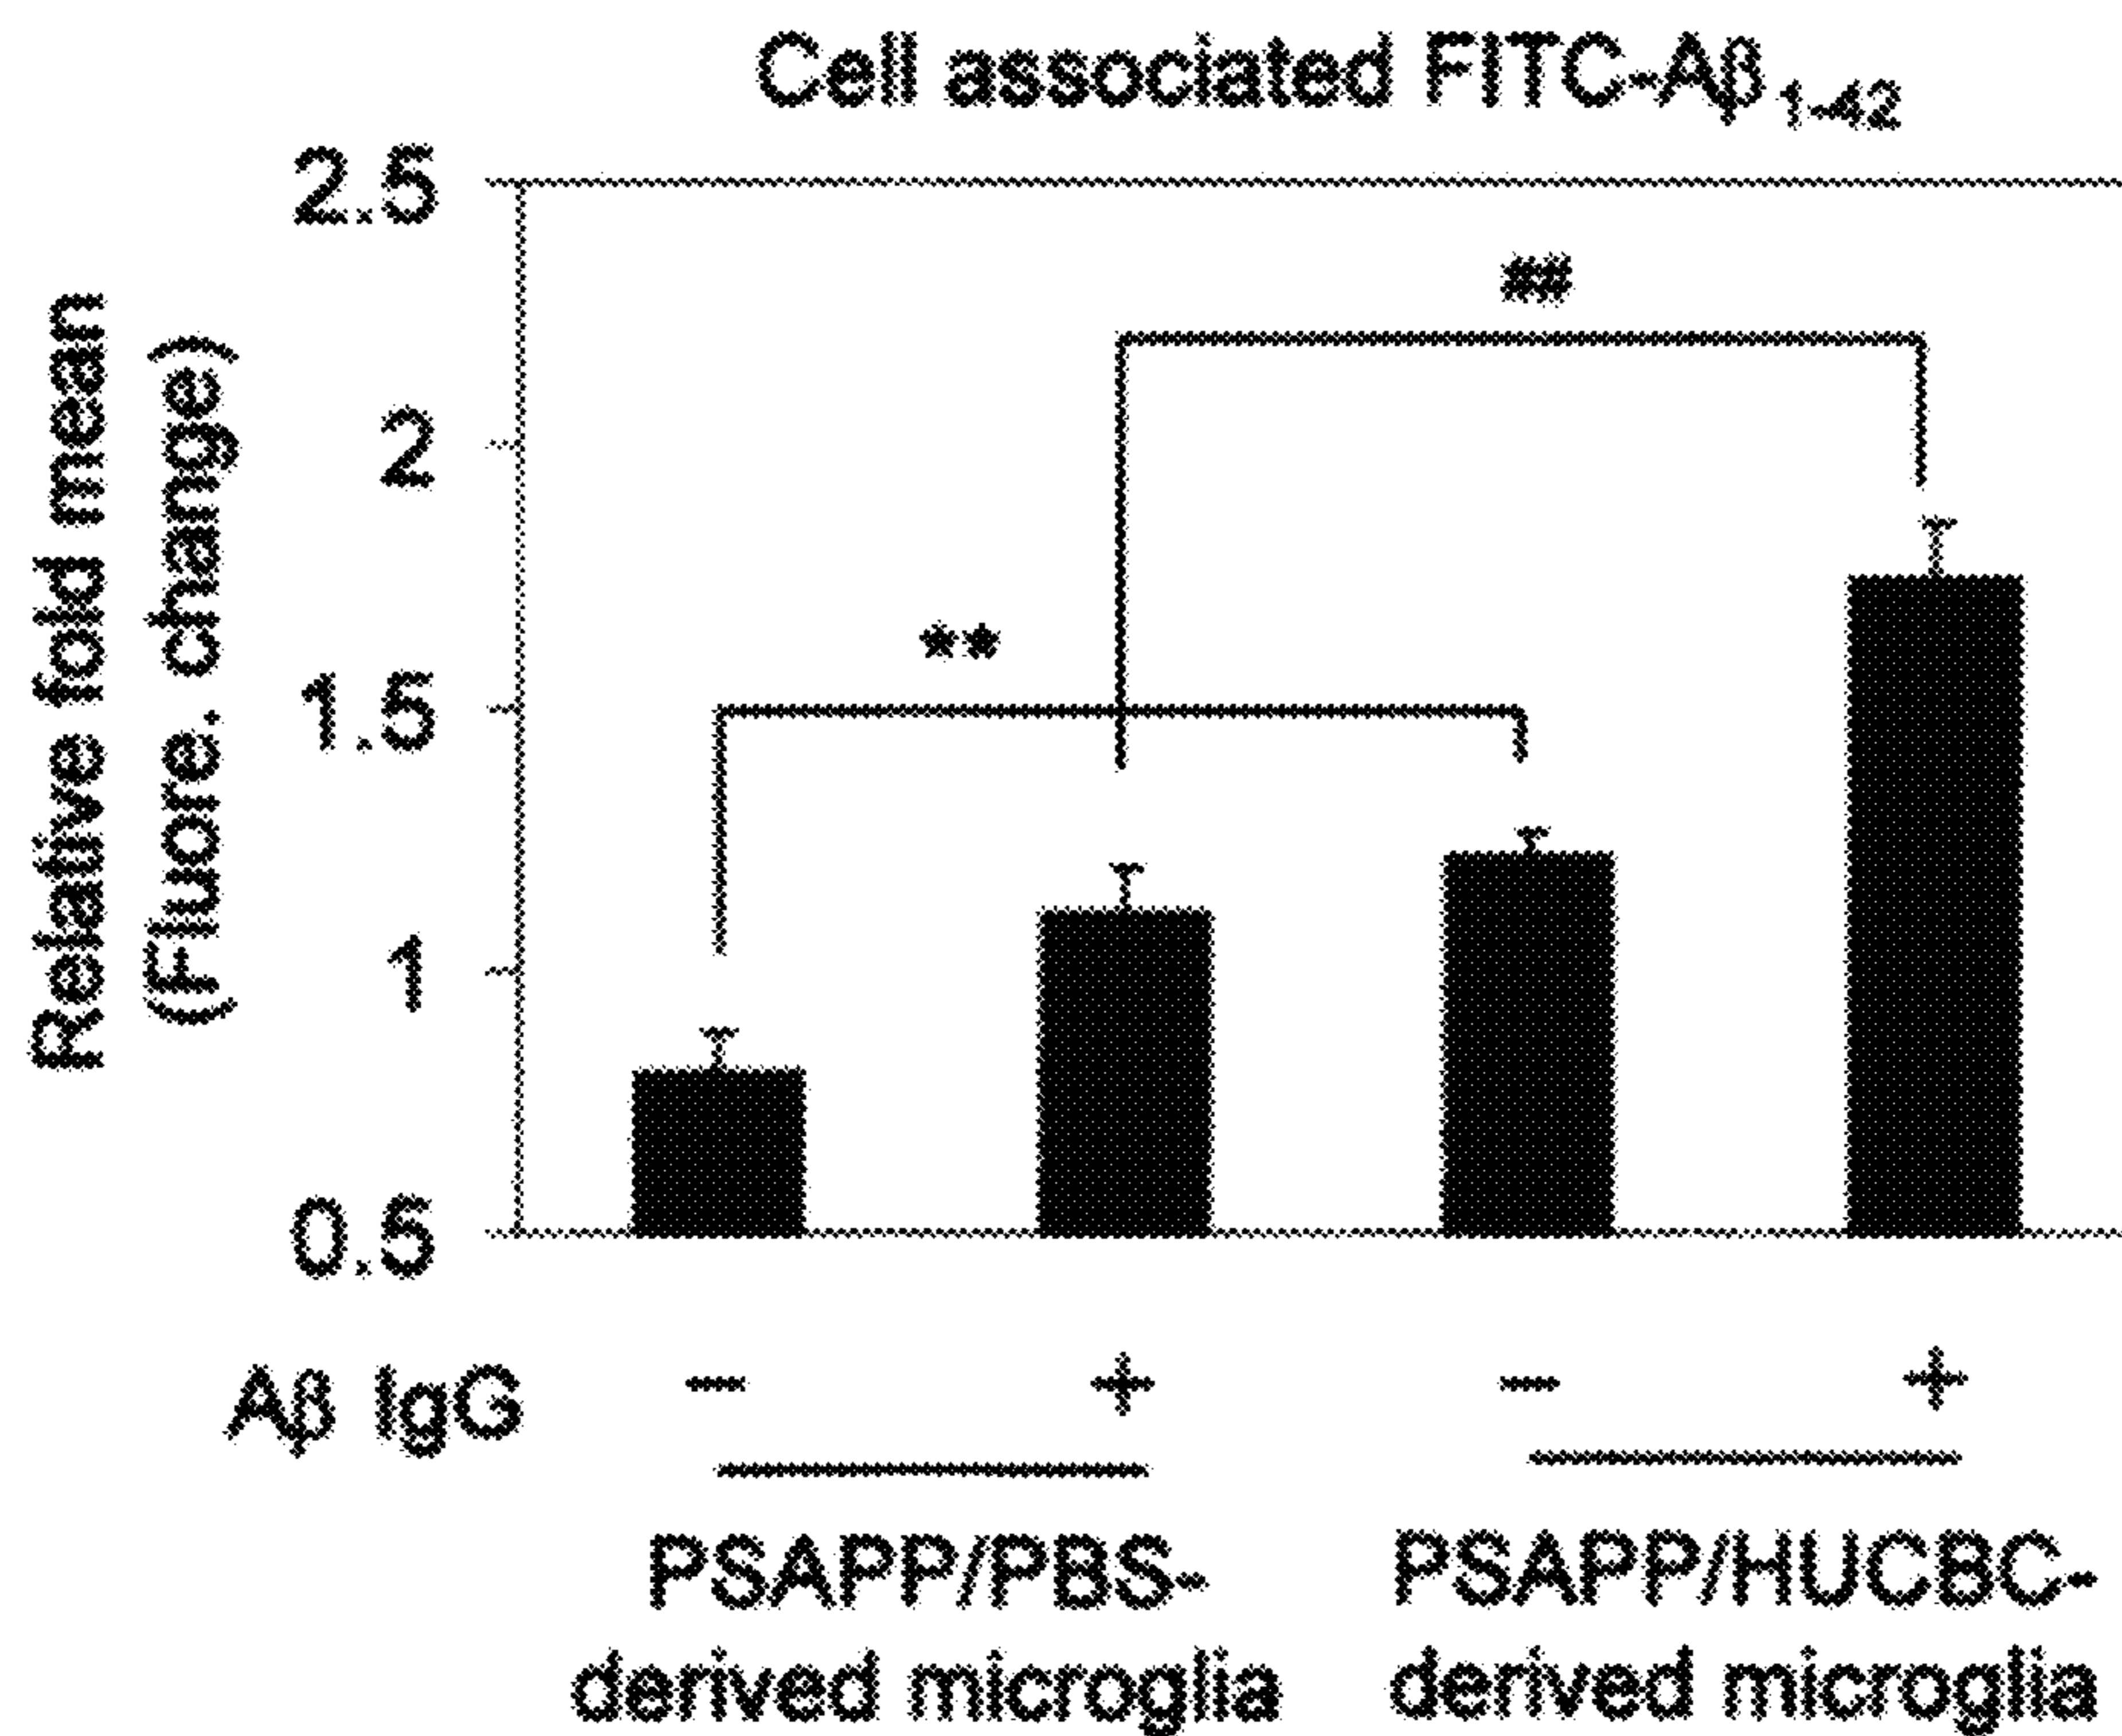 Cell associated FITC-Aβ1-42
Relative fold mean
(Fluore. change)
2.5
2
1.5
1
0.5
##
**
Aβ IgG − + − +
PSAPP/PBS-
derived microglia
PSAPP/HUCBC-
derived microglia